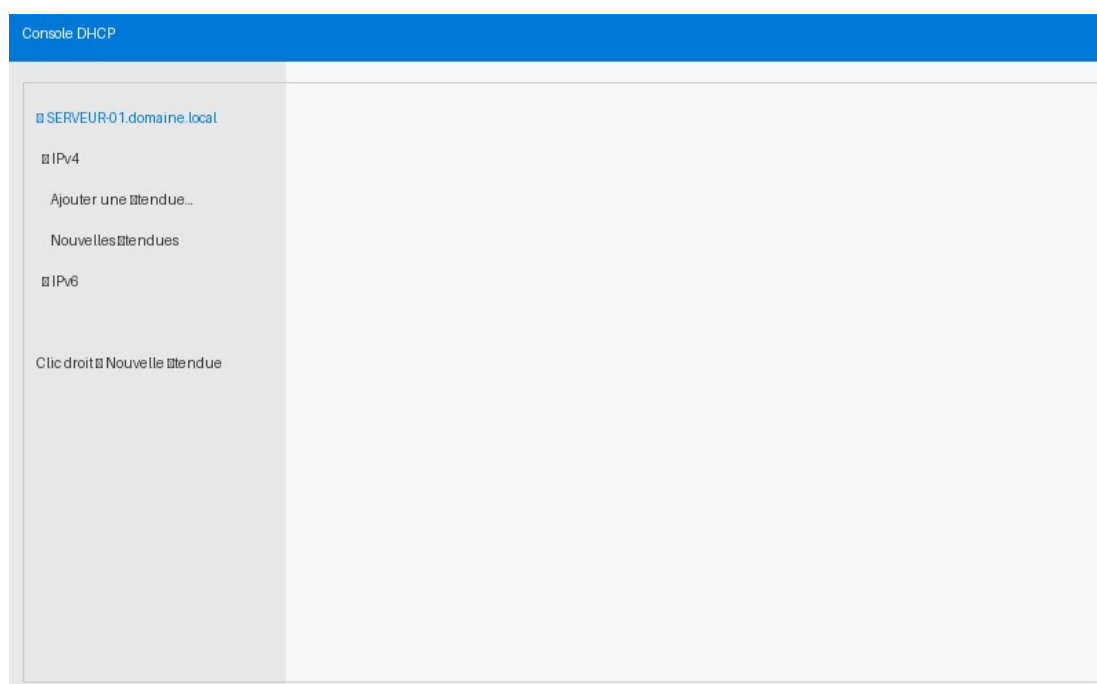 Console DHCP
☒ SERVEUR-01.domaine.local
☒ IPv4
Ajouter une ☒tendue...
Nouvelles ☒tendues
☒ IPv6
Clic droit ☒ Nouvelle ☒tendue